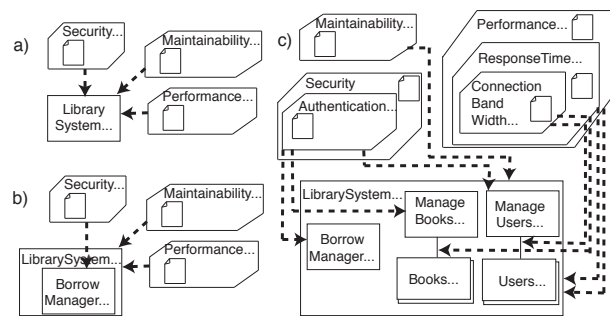 a)
Security...
Maintainability...
Performance...
Library
System...
b)
Security...
Maintainability...
Performance...
LibrarySystem...
Borrow
Manager...
c)
Maintainability...
Security
Authentication...
Performance...
ResponseTime...
Connection
Band
Width...
LibrarySystem...
Manage
Books...
Manage
Users...
Borrow
Manager...
Books...
Users...